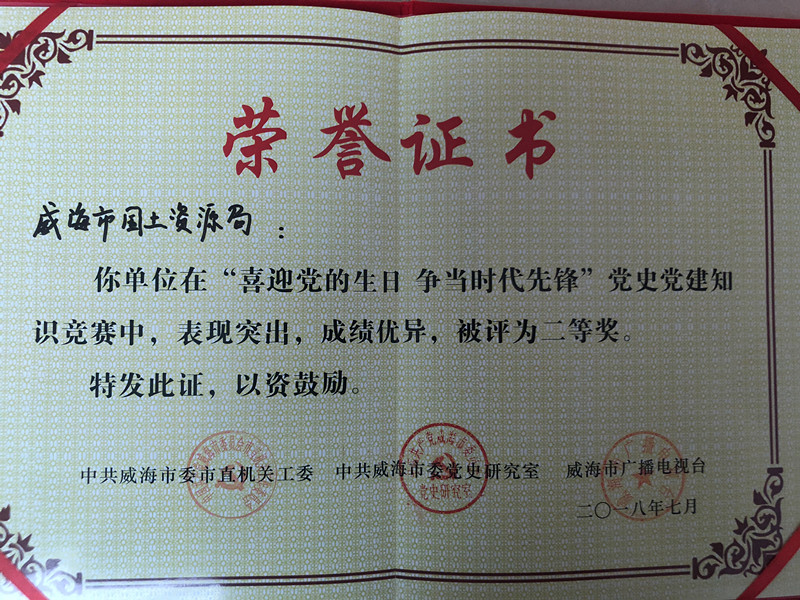 荣誉证书
威海市国土资源局：
你单位在“喜迎党的生日 争当时代先锋”党史党建知
识竞赛中，表现突出，成绩优异，被评为二等奖。
特发此证，以资鼓励。
中共威海市委市直机关工委 中共威海市委党史研究室 威海市广播电视台
党史研究室
二〇一八年七月